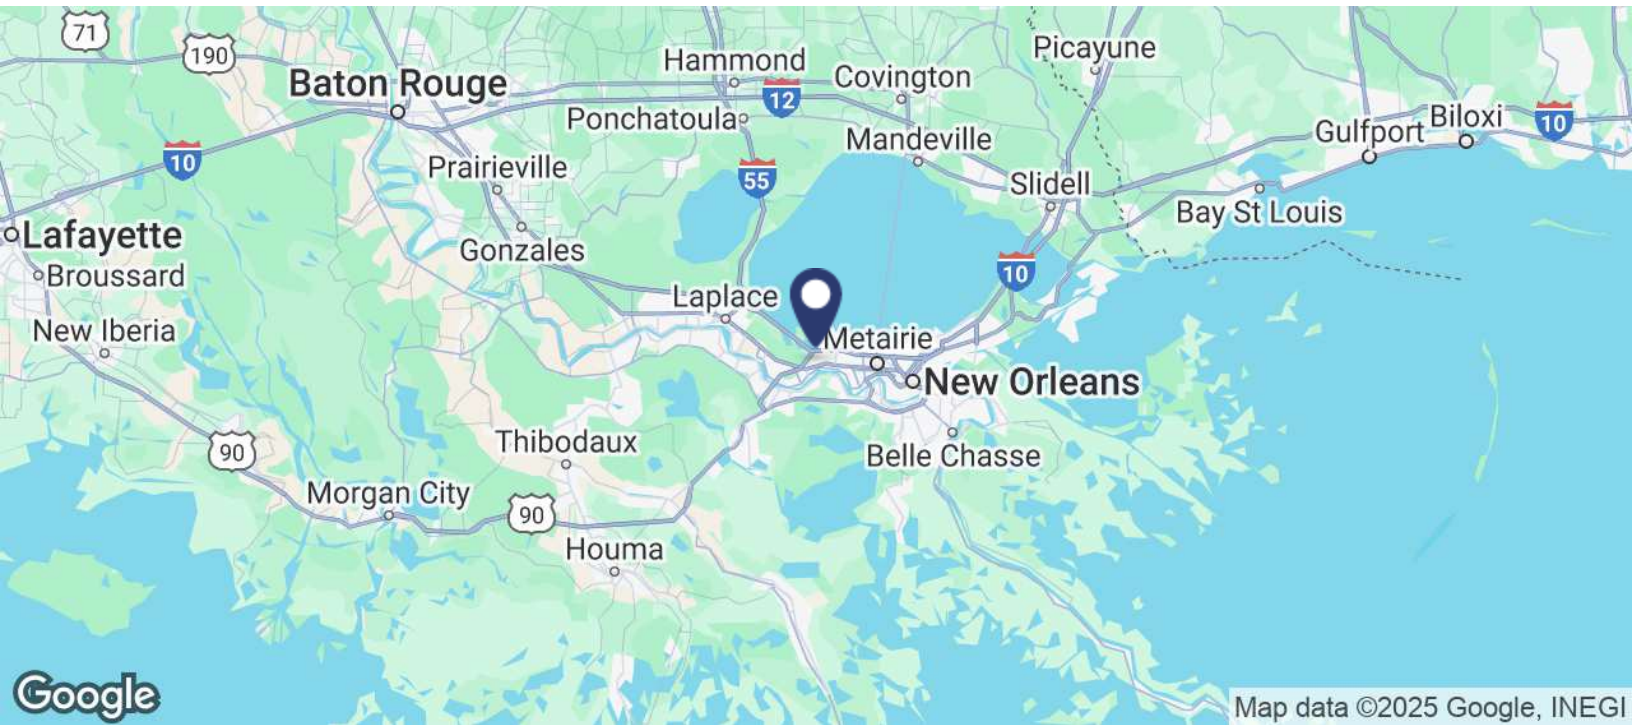 71
190
Baton Rouge
Hammond
12
Covington
Picayune
Ponchatoula
Mandeville
Gulfport
Biloxi
10
10
Prairieville
55
Slidell
Bay St Louis
Lafayette
Gonzales
Broussard
10
Laplace
New Iberia
Metairie
New Orleans
90
Thibodaux
Belle Chasse
Morgan City
90
Houma
Google
Map data ©2025 Google, INEGI